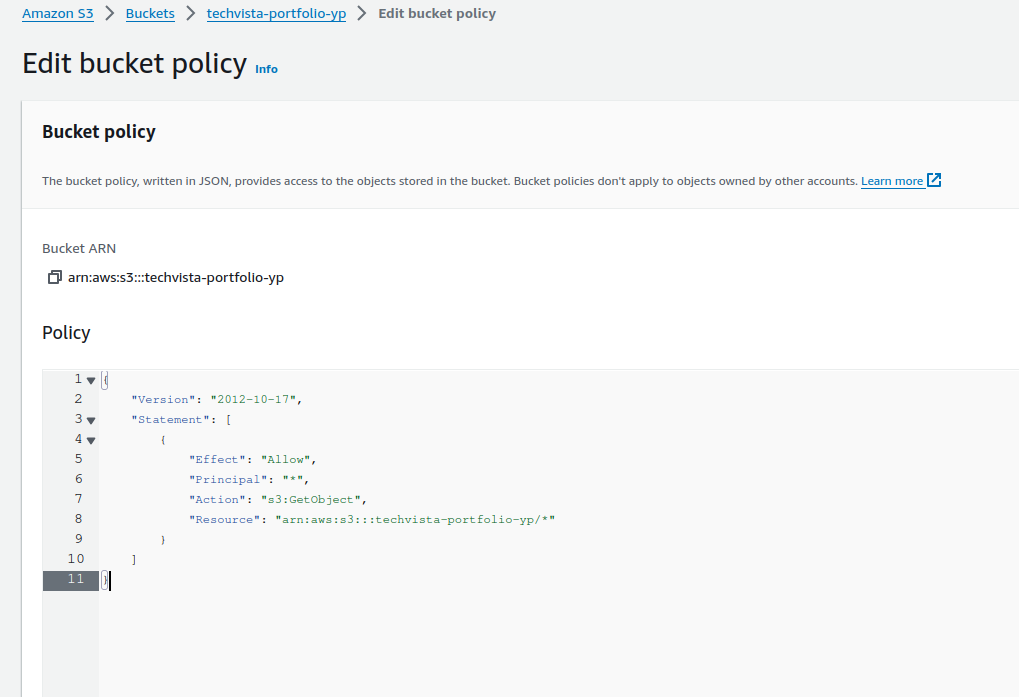 Amazon S3 > Buckets > techvista-portfolio-yp > Edit bucket policy
Edit bucket policy Info
Bucket policy
The bucket policy, written in JSON, provides access to the objects stored in the bucket. Bucket policies don't apply to objects owned by other accounts. Learn more
Bucket ARN
arn:aws:s3:::techvista-portfolio-yp
Policy
1 {
2     "Version": "2012-10-17",
3     "Statement": [
4         {
5             "Effect": "Allow",
6             "Principal": "*",
7             "Action": "s3:GetObject",
8             "Resource": "arn:aws:s3:::techvista-portfolio-yp/*"
9         }
10     ]
11 }